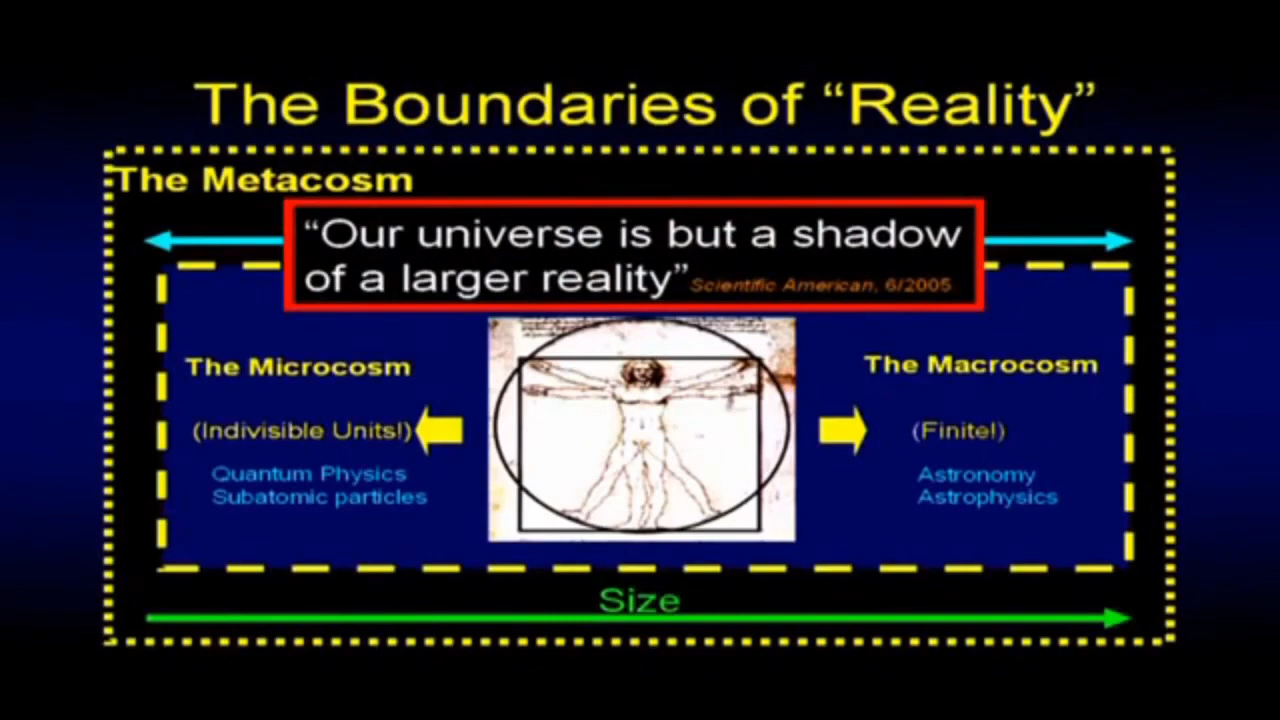 The Boundaries of “Reality”
The Metacosm
“Our universe is but a shadow
of a larger reality” Scientific American, 6/2005
The Microcosm
(Indivisible Units!)
Quantum Physics
Subatomic particles
The Macrocosm
(Finite!)
Astronomy
Astrophysics
Size